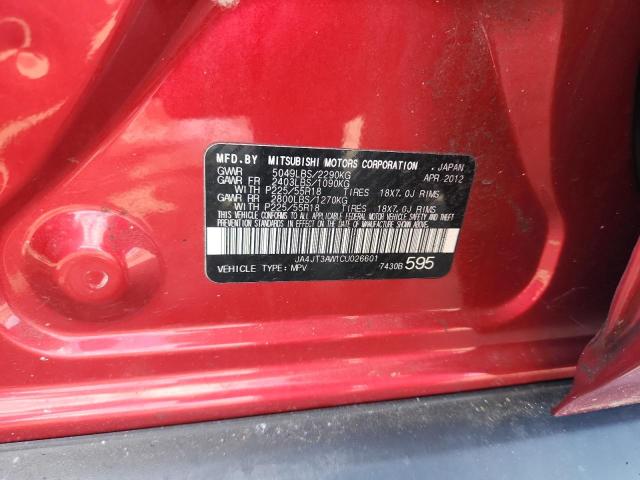 MFD.BY MITSUBISHI MOTORS CORPORATION . JAPAN
GVWR 5049LBS/2290KG APR 2012
GAWR FR 2403LBS/1090KG
WITH P225/55R18 TIRES 18X7.0J RIMS
GAWR RR 2800LBS/1270KG
WITH P225/55R18 TIRES 18X7.0J RIMS
THIS VEHICLE CONFORMS TO ALL APPLICABLE FEDERAL MOTOR VEHICLE SAFETY AND THEFT
PREVENTION STANDARDS IN EFFECT ON THE DATE OF MANUFACTURE SHOWN ABOVE.
JA4JT3AW1CU026601
VEHICLE TYPE: MPV 7430B 595